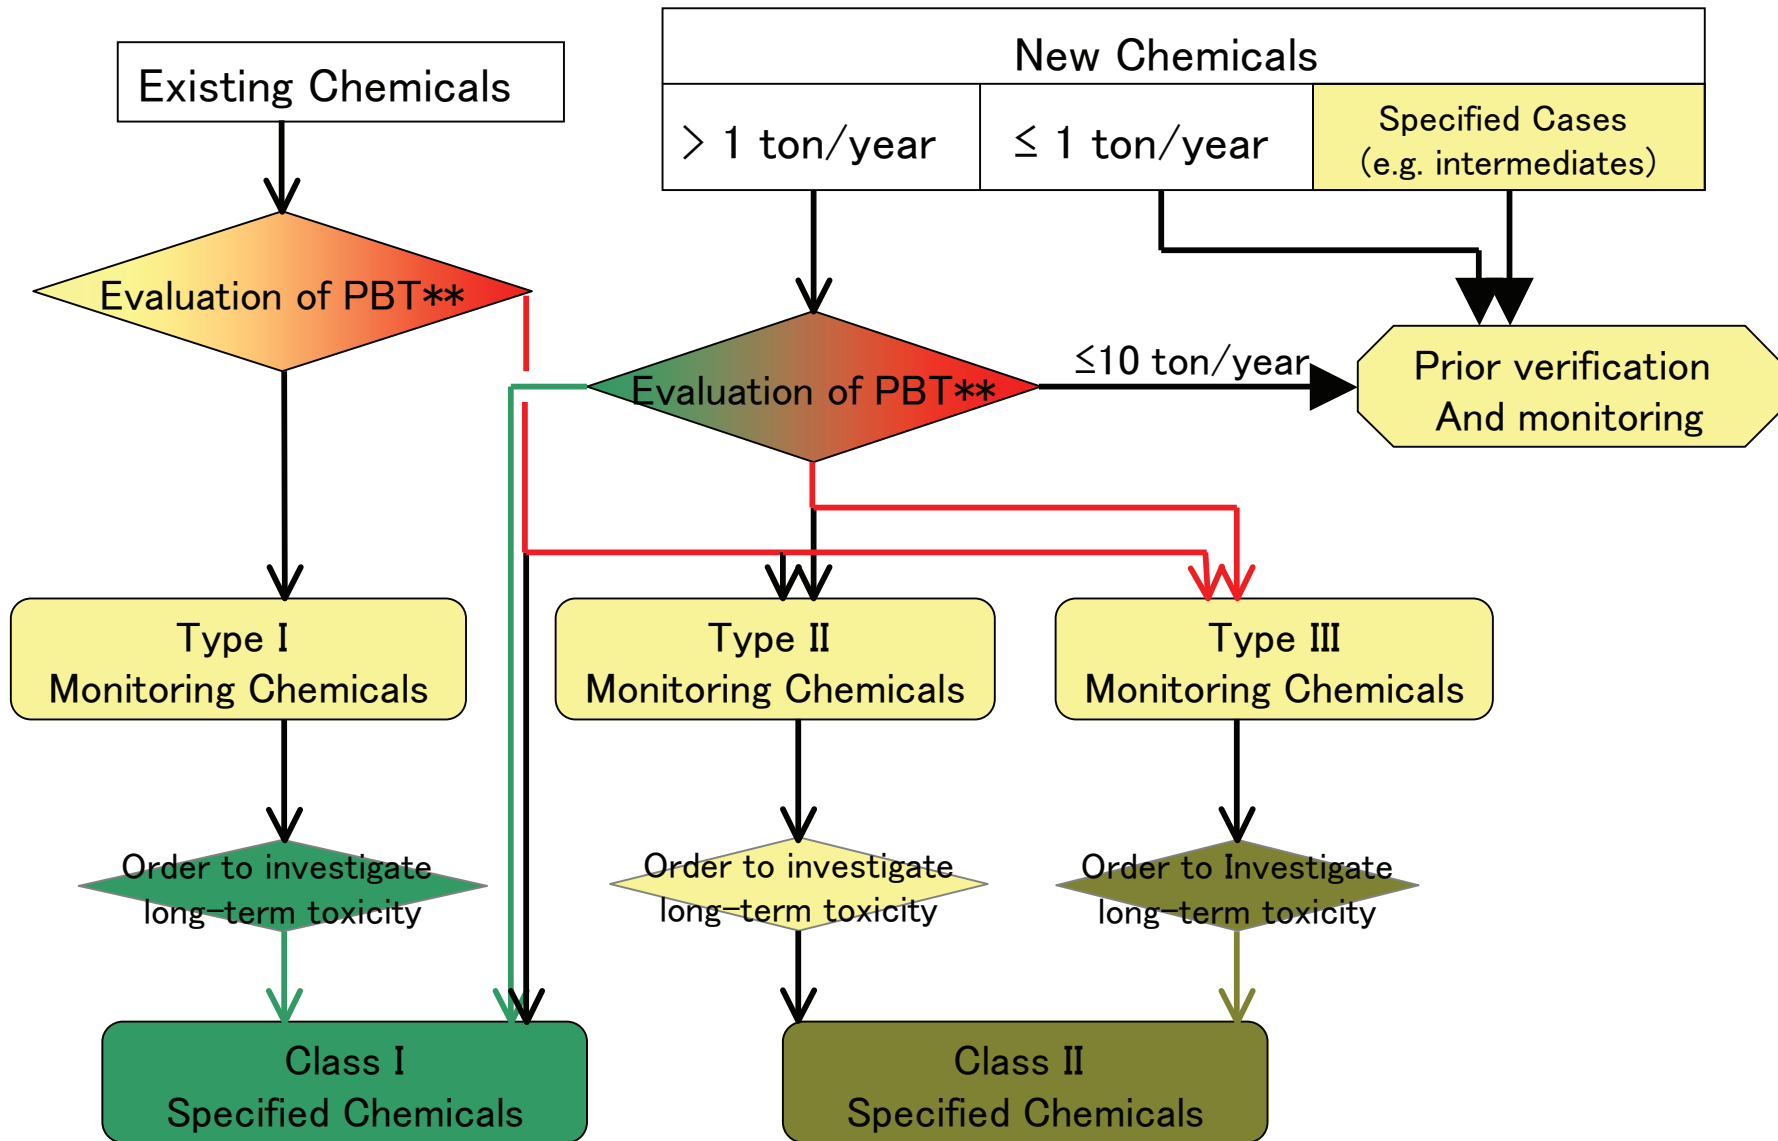 Existing Chemicals
New Chemicals
> 1 ton/year
≤ 1 ton/year
Specified Cases
(e.g. intermediates)
Evaluation of PBT**
Evaluation of PBT**
≤10 ton/year
Prior verification
And monitoring
Type I
Monitoring Chemicals
Type II
Monitoring Chemicals
Type III
Monitoring Chemicals
Order to investigate
long-term toxicity
Order to investigate
long-term toxicity
Order to Investigate
long-term toxicity
Class I
Specified Chemicals
Class II
Specified Chemicals